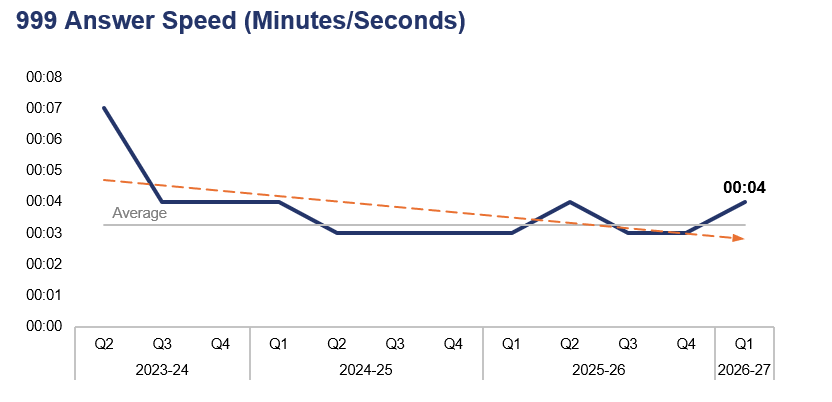 999 Answer Speed (Minutes/Seconds)
00:08
00:07
00:06
00:05
00:04
00:03
00:02
00:01
00:00
Average
00:04
Q2 Q3 Q4 Q1 Q2 Q3 Q4 Q1 Q2 Q3 Q4 Q1
2023-24 2024-25 2025-26 2026-27